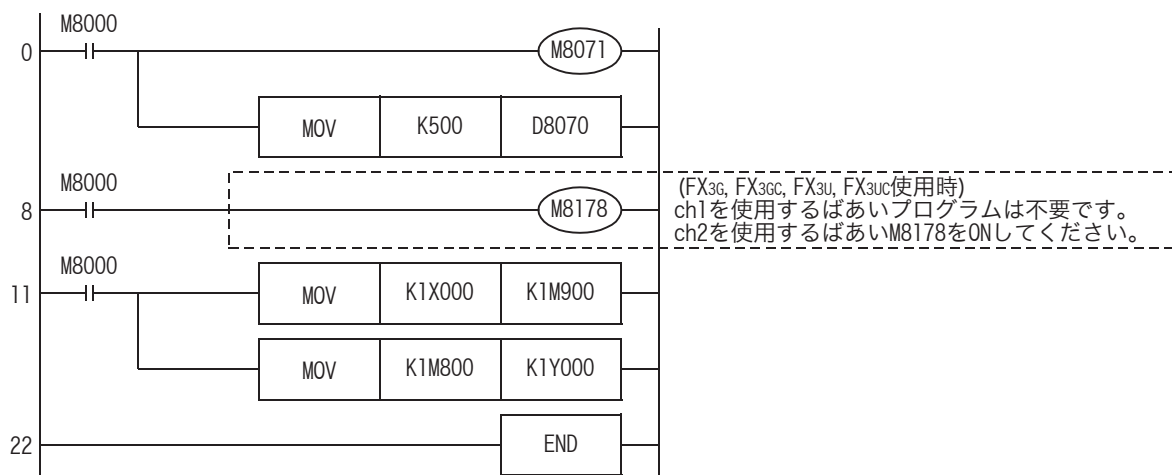 M8000
0
M8071
MOV K500 D8070
M8000
8
M8178
(FX3G, FX3GC, FX3U, FX3UC使用時)
ch1を使用するばあいプログラムは不要です。
ch2を使用するばあいM8178をONしてください。
M8000
11
MOV K1X000 K1M900
MOV K1M800 K1Y000
22
END